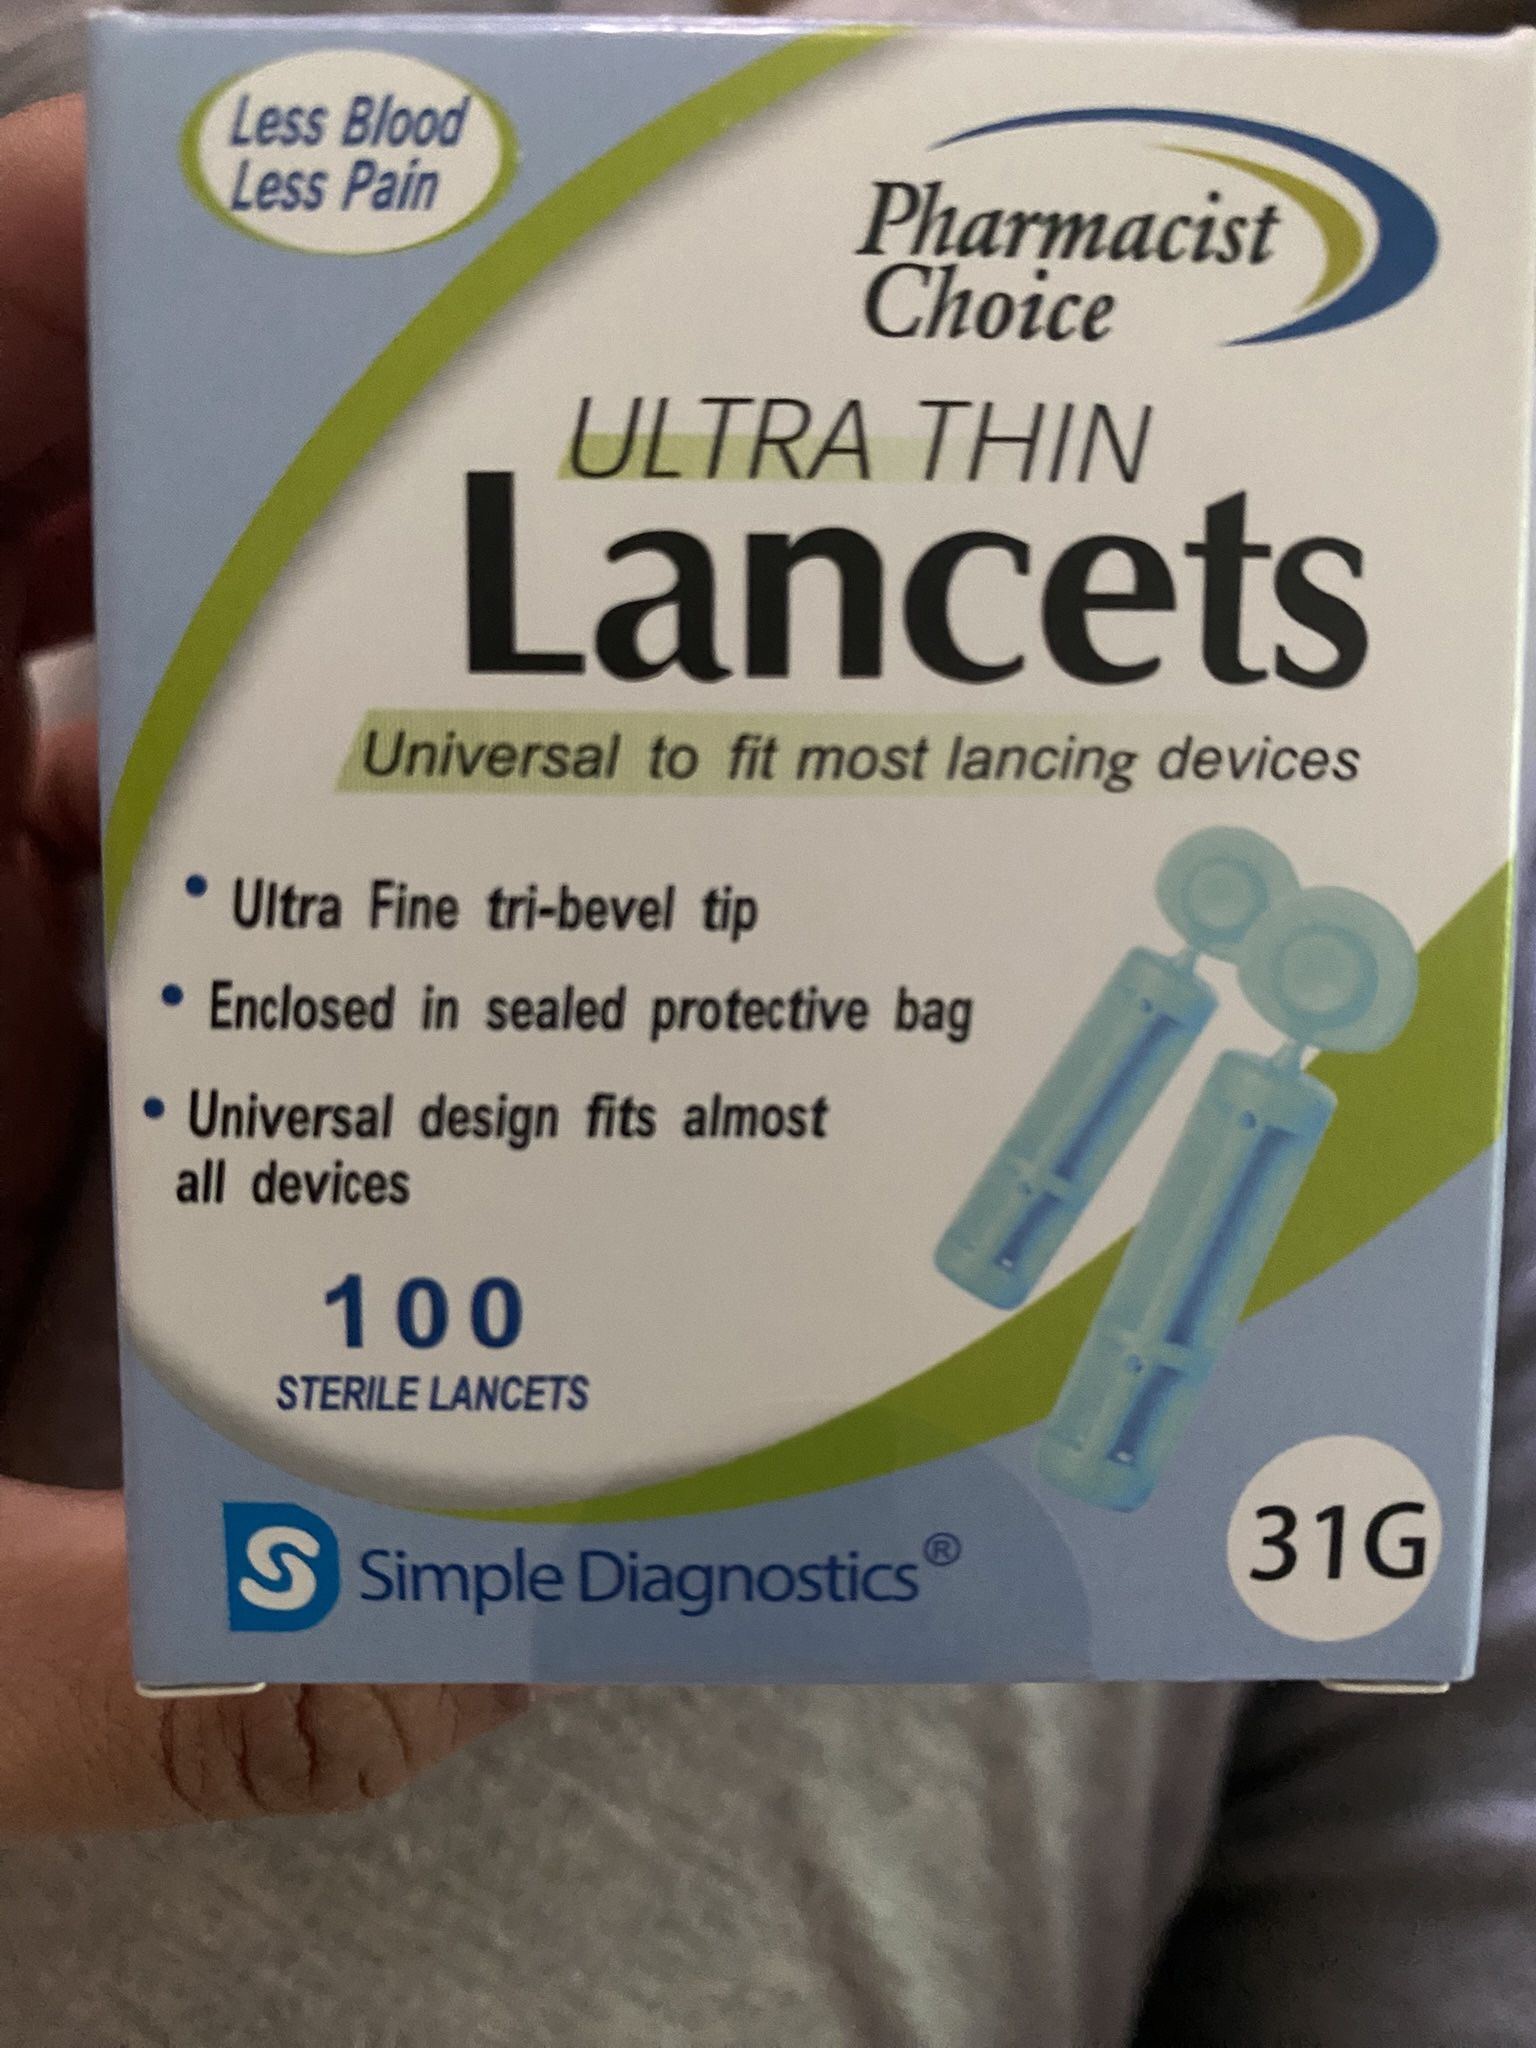 Less Blood
Less Pain
Pharmacist
Choice
ULTRA THIN
Lancets
Universal to fit most lancing devices
• Ultra Fine tri-bevel tip
• Enclosed in sealed protective bag
• Universal design fits almost
all devices
100
STERILE LANCETS
S Simple Diagnostics®
31G